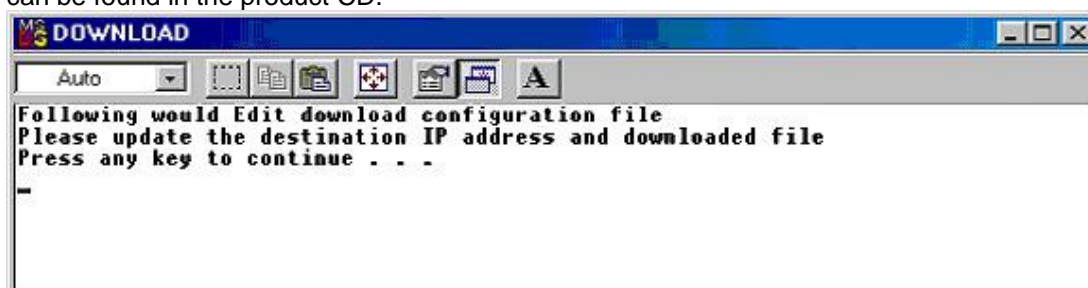 can be found in the product CD.
DOWNLOAD
Auto
A
Following would Edit download configuration file
Please update the destination IP address and downloaded file
Press any key to continue . . .